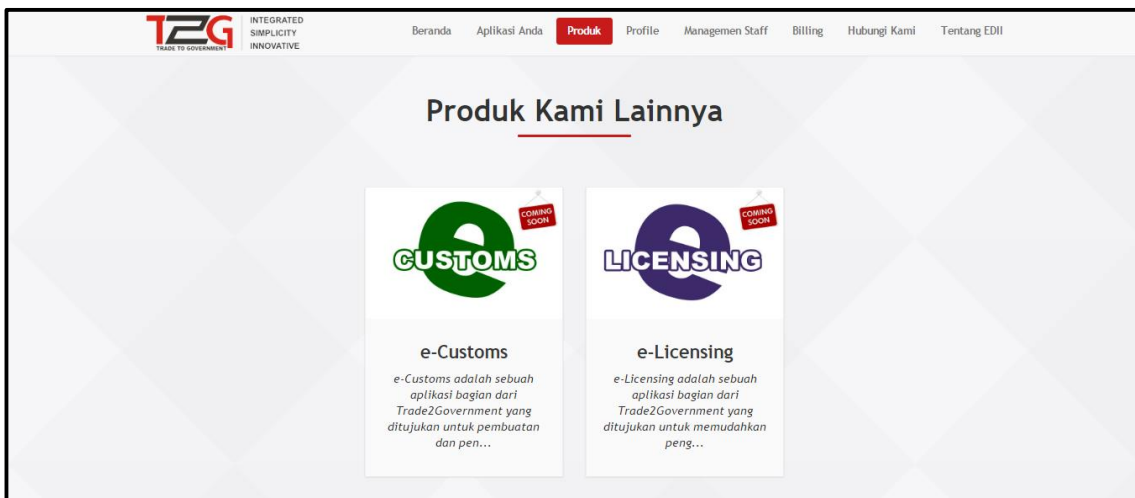 T2G
TRADE TO GOVERNMENT
INTEGRATED
SIMPLICITY
INNOVATIVE
Beranda Aplikasi Anda Produk Profile Managemen Staff Billing Hubungi Kami Tentang EDII
Produk Kami Lainnya
COMING
SOON
e
CUSTOMS
COMING
SOON
e
LICENSING
e-Customs
e-Customs adalah sebuah
aplikasi bagian dari
Trade2Government yang
ditujukan untuk pembuatan
dan pen...
e-Licensing
e-Licensing adalah sebuah
aplikasi bagian dari
Trade2Government yang
ditujukan untuk memudahkan
peng...